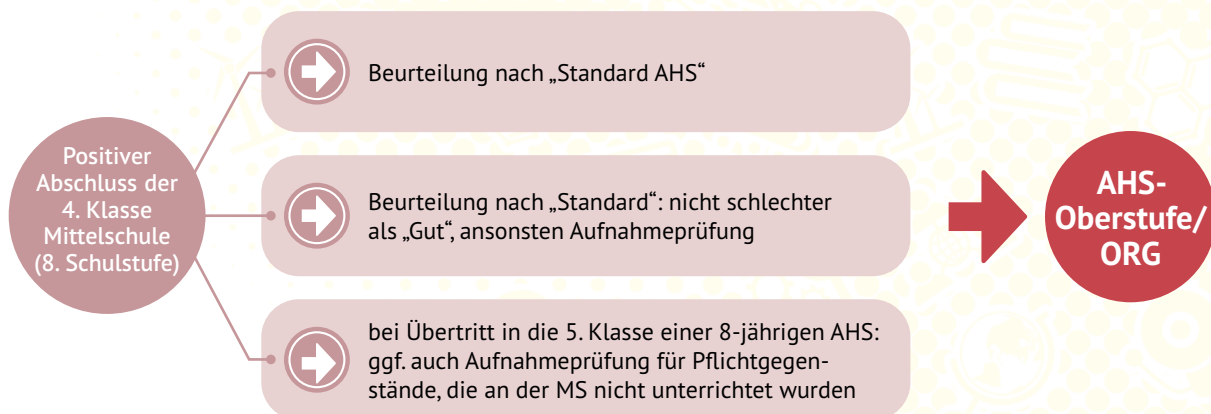 Positiver
Abschluss der
4. Klasse
Mittelschule
(8. Schulstufe)
Beurteilung nach „Standard AHS“
Beurteilung nach „Standard“: nicht schlechter
als „Gut“, ansonsten Aufnahmeprüfung
bei Übertritt in die 5. Klasse einer 8-jährigen AHS:
ggf. auch Aufnahmeprüfung für Pflichtgegen-
stände, die an der MS nicht unterrichtet wurden
AHS-
Oberstufe/
ORG